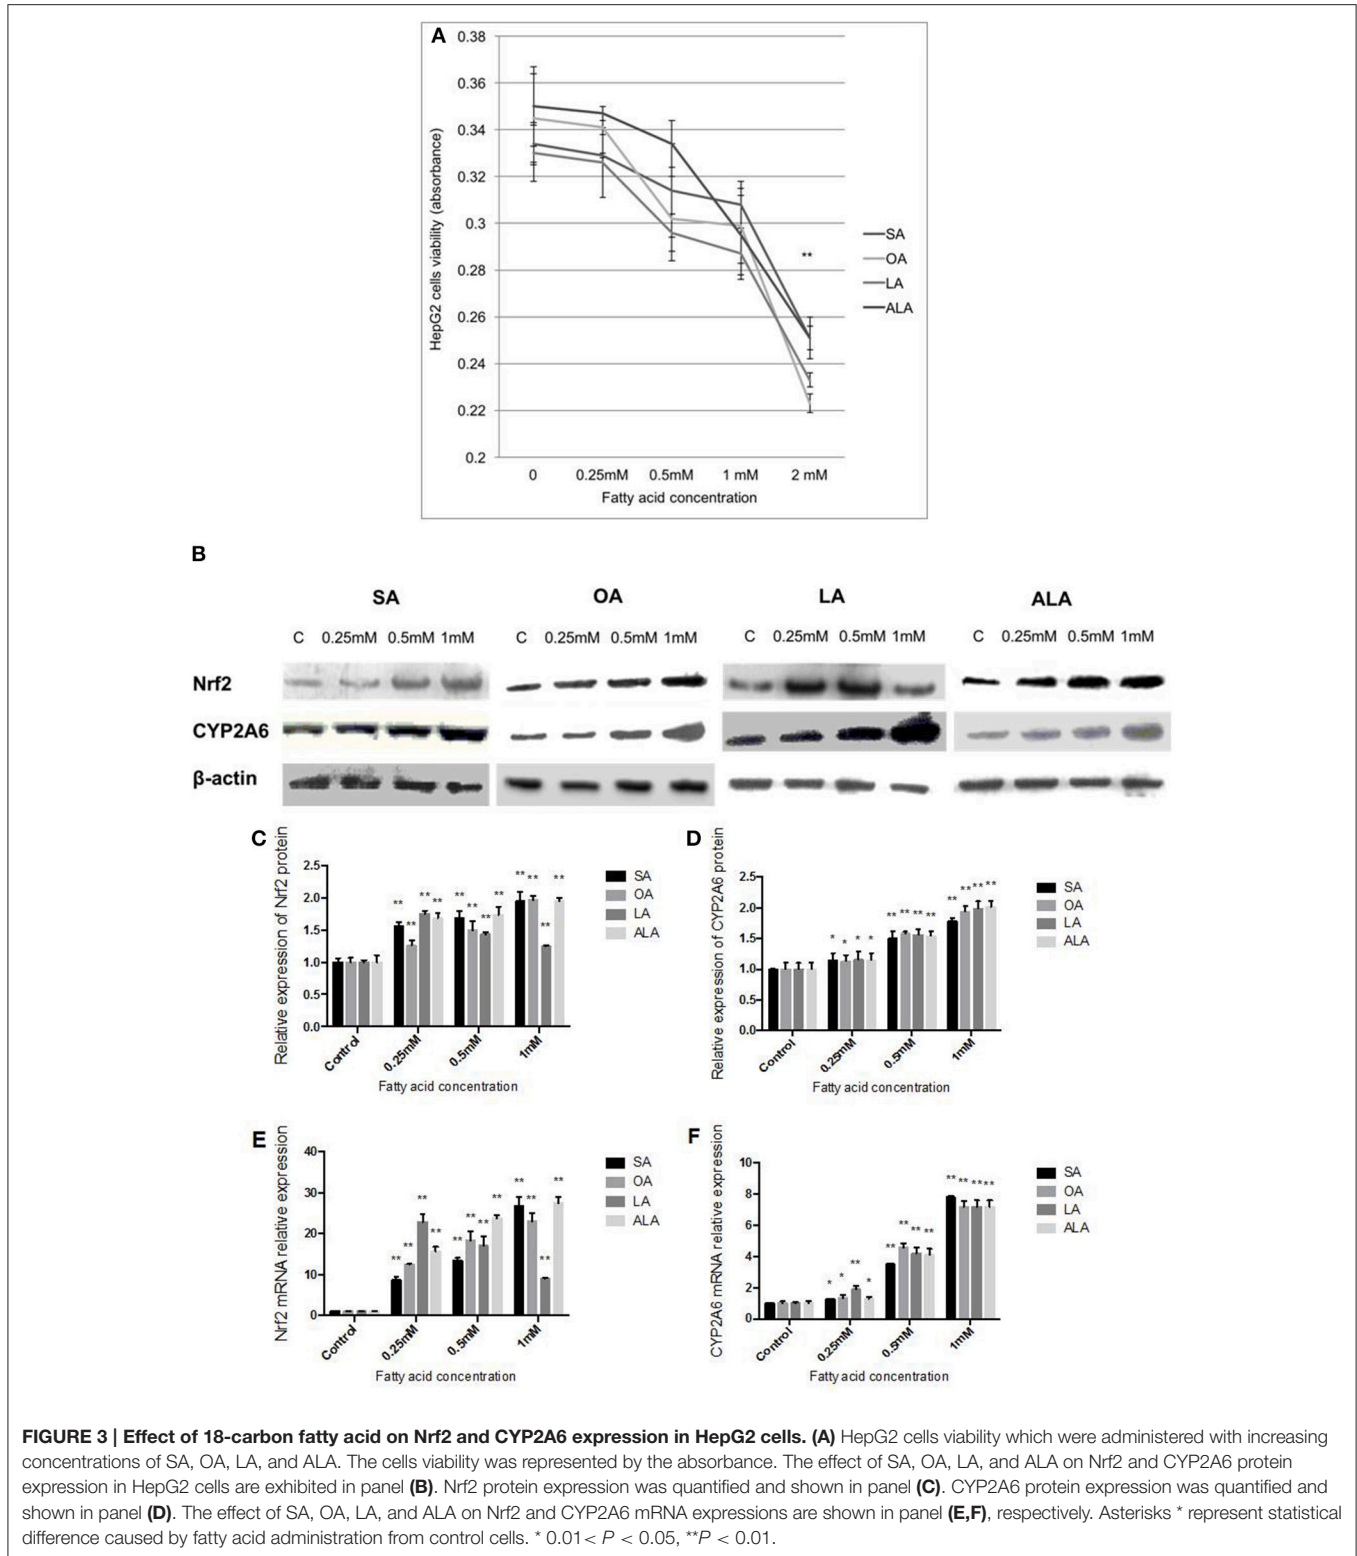 A
0.38
0.36
0.34
0.32
0.3
0.28
0.26
0.24
0.22
0.2
HepG2 cells viability (absorbance)
**
SA
OA
LA
ALA
0 0.25mM 0.5mM 1 mM 2 mM
Fatty acid concentration
B
SA OA LA ALA
C 0.25mM 0.5mM 1mM C 0.25mM 0.5mM 1mM C 0.25mM 0.5mM 1mM C 0.25mM 0.5mM 1mM
Nrf2
CYP2A6
β-actin
C
Relative expression of Nrf2 protein
2.5
2.0
1.5
1.0
0.5
0.0
** ** ** ** ** ** ** ** ** ** ** **
SA
OA
LA
ALA
Control 0.25mM 0.5mM 1mM
Fatty acid concentration
D
Relative expression of CYP2A6 protein
2.5
2.0
1.5
1.0
0.5
0.0
* * * * ** ** ** ** ** ** ** **
SA
OA
LA
ALA
Control 0.25mM 0.5mM 1mM
Fatty acid concentration
E
Nrf2 mRNA relative expression
40
30
20
10
0
** ** ** ** ** ** ** ** ** ** ** **
SA
OA
LA
ALA
Control 0.25mM 0.5mM 1mM
Fatty acid concentration
F
CYP2A6 mRNA relative expression
10
8
6
4
2
0
* * ** * ** ** ** ** ** ** ** **
SA
OA
LA
ALA
Control 0.25mM 0.5mM 1mM
Fatty acid concentration
FIGURE 3 | Effect of 18-carbon fatty acid on Nrf2 and CYP2A6 expression in HepG2 cells. (A) HepG2 cells viability which were administered with increasing
concentrations of SA, OA, LA, and ALA. The cells viability was represented by the absorbance. The effect of SA, OA, LA, and ALA on Nrf2 and CYP2A6 protein
expression in HepG2 cells are exhibited in panel (B). Nrf2 protein expression was quantified and shown in panel (C). CYP2A6 protein expression was quantified and
shown in panel (D). The effect of SA, OA, LA, and ALA on Nrf2 and CYP2A6 mRNA expressions are shown in panel (E,F), respectively. Asterisks * represent statistical
difference caused by fatty acid administration from control cells. * 0.01< P < 0.05, **P < 0.01.